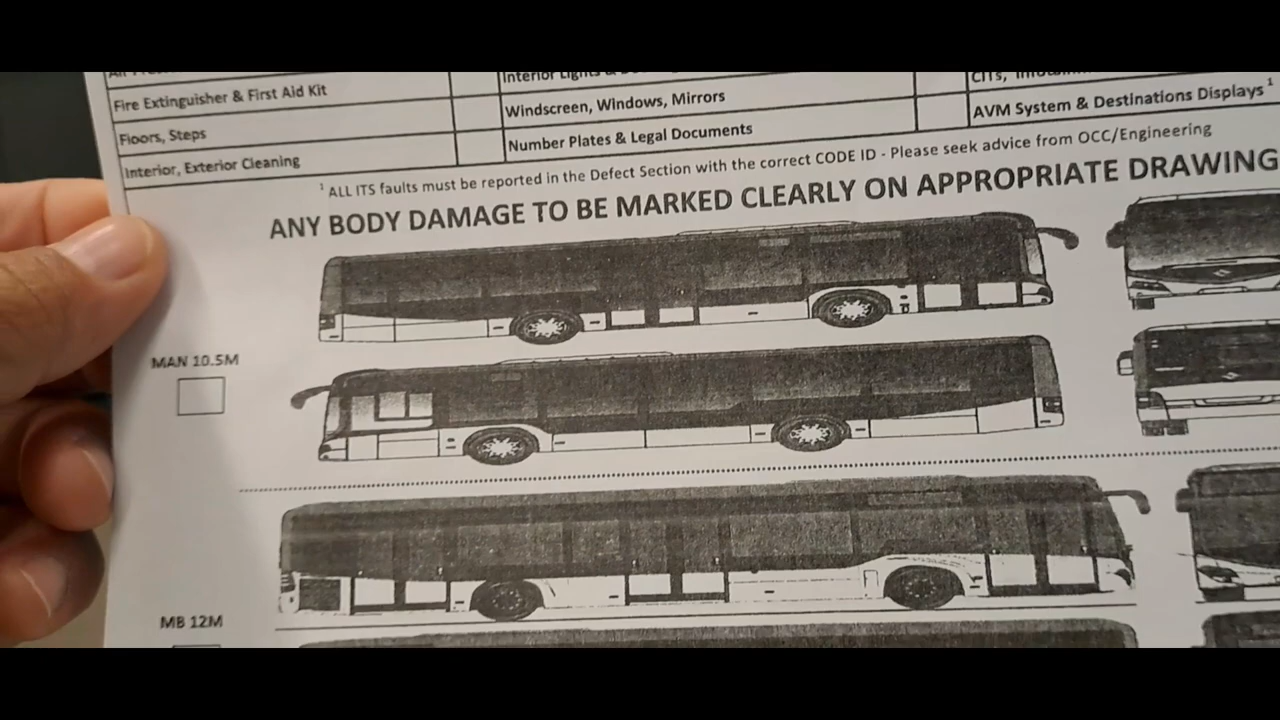 Interior Lights &
CITs,
Fire Extinguisher & First Aid Kit
Windscreen, Windows, Mirrors
AVM System & Destinations Displays ¹
Floors, Steps
Number Plates & Legal Documents
Interior, Exterior Cleaning
¹ ALL ITS faults must be reported in the Defect Section with the correct CODE ID - Please seek advice from OCC/Engineering
ANY BODY DAMAGE TO BE MARKED CLEARLY ON APPROPRIATE DRAWING
MAN 10.5M
MB 12M